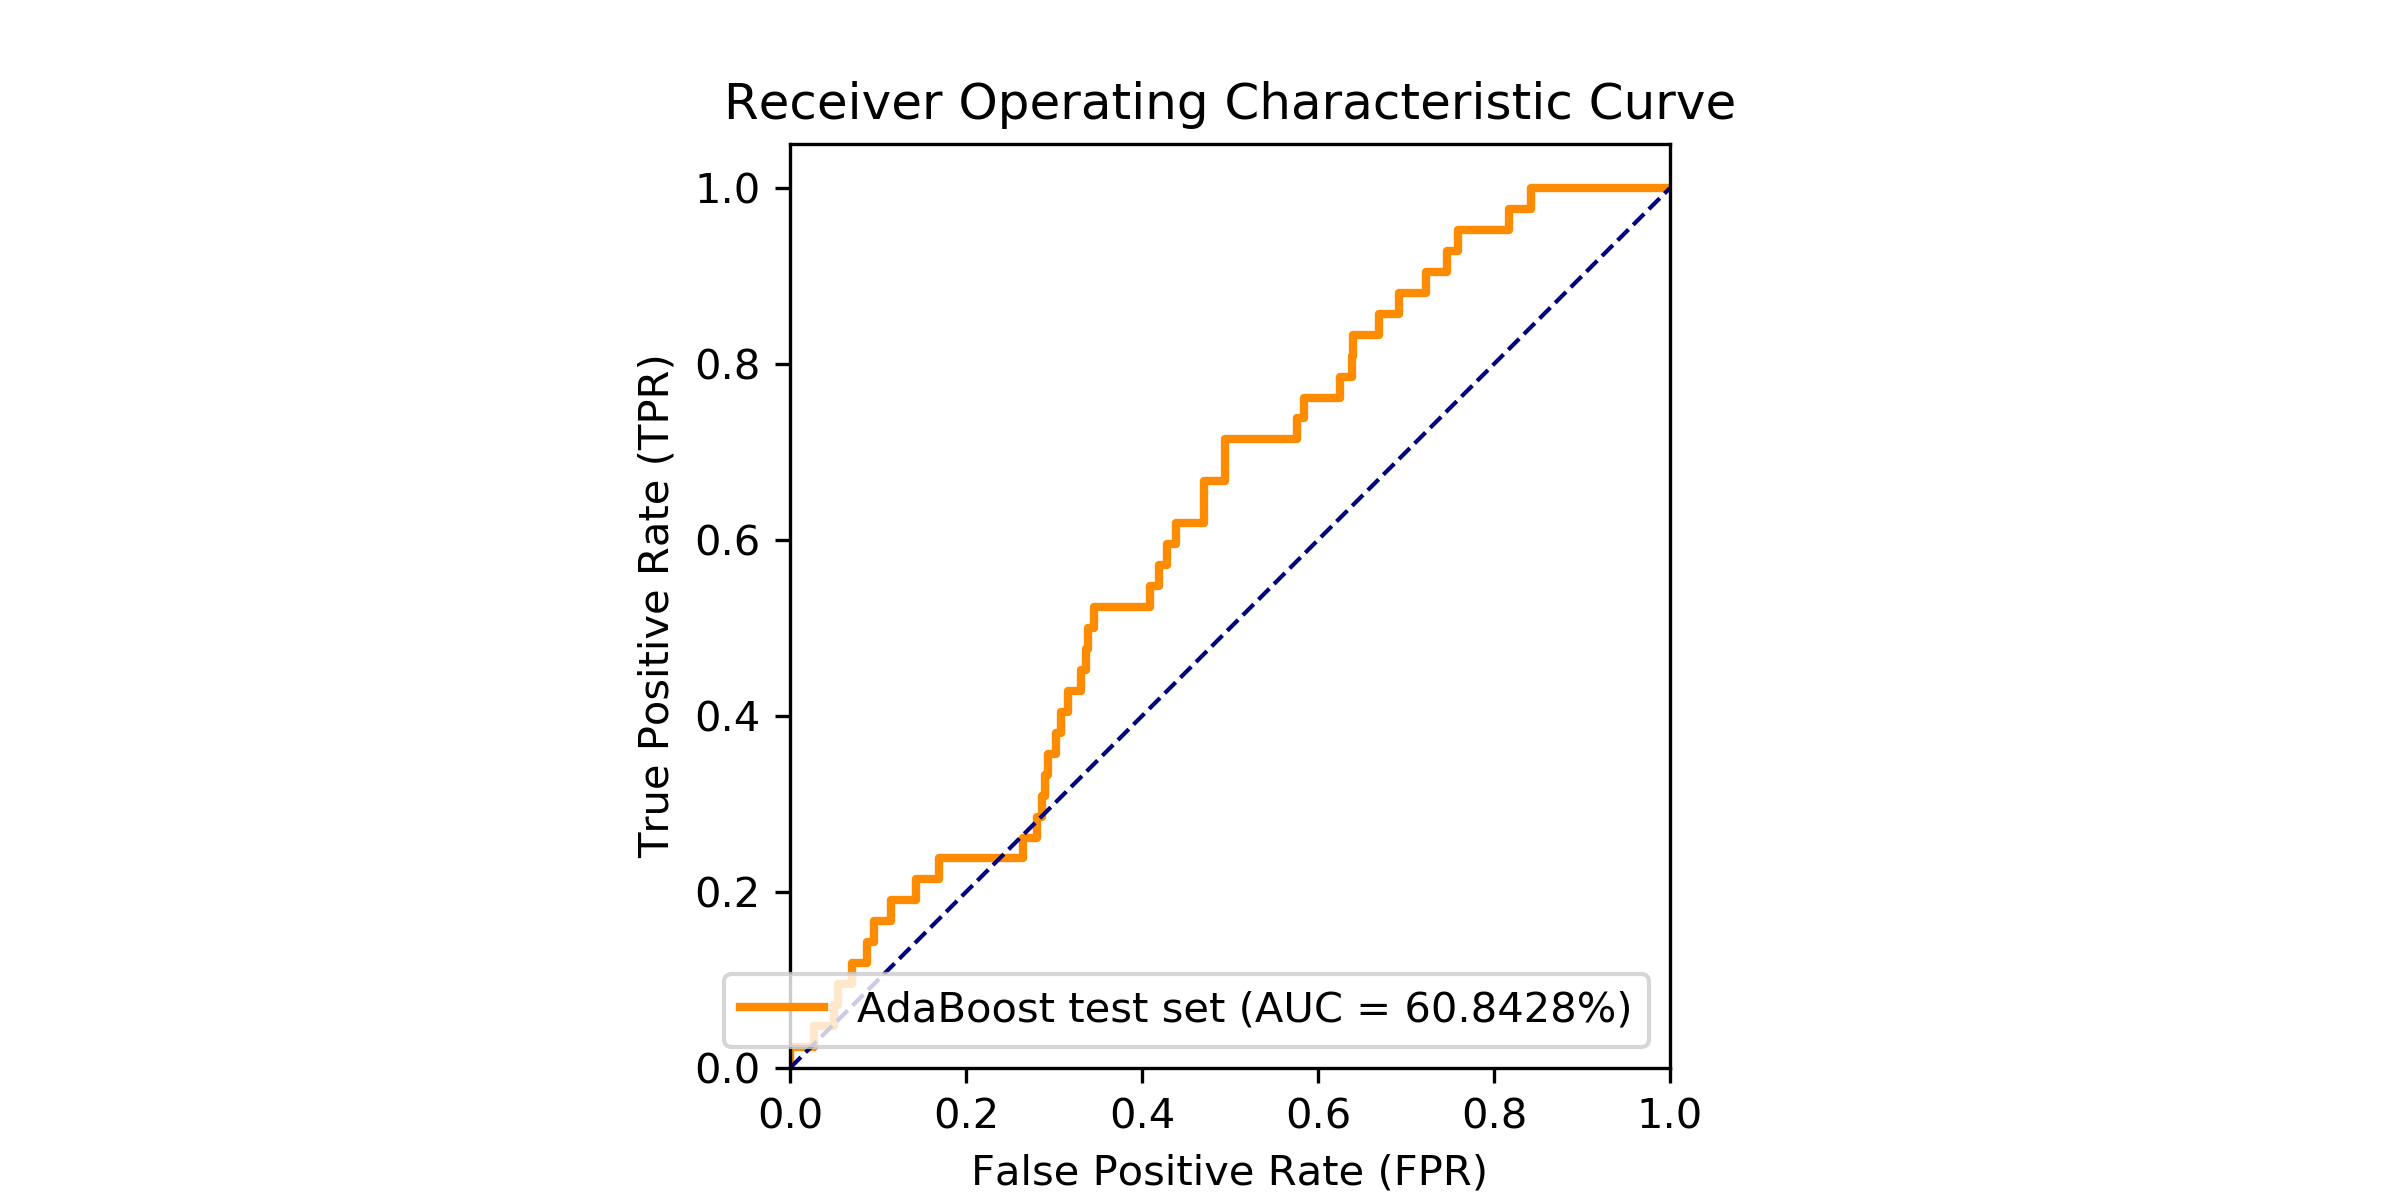 Receiver Operating Characteristic Curve
1.0
0.8
0.6
0.4
0.2
0.0
True Positive Rate (TPR)
AdaBoost test set (AUC = 60.8428%)
0.0 0.2 0.4 0.6 0.8 1.0
False Positive Rate (FPR)